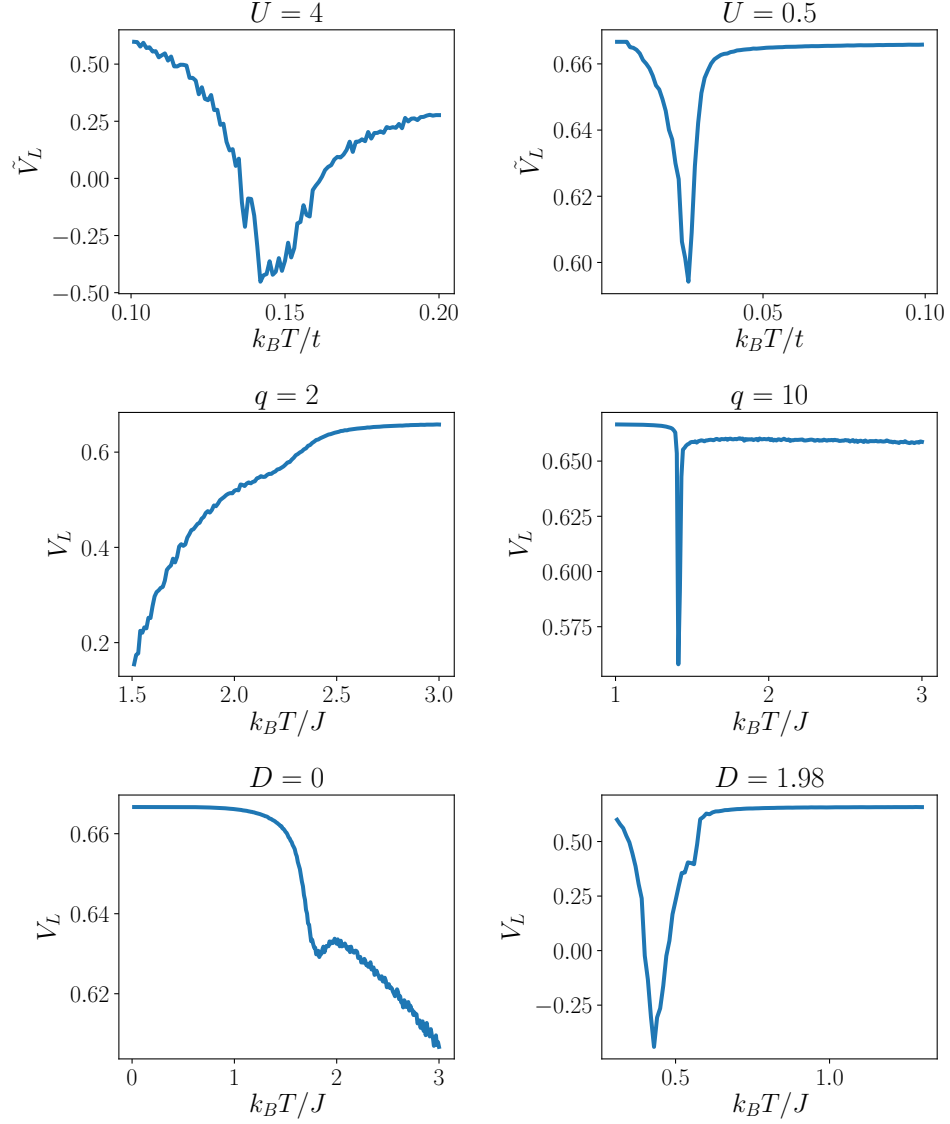 U = 4
0.50
0.25
0.00
−0.25
−0.50
Ṽ_L
0.10 0.15 0.20
k_BT/t
U = 0.5
0.66
0.64
0.62
0.60
Ṽ_L
0.05 0.10
k_BT/t
q = 2
0.6
0.4
0.2
V_L
1.5 2.0 2.5 3.0
k_BT/J
q = 10
0.650
0.625
0.600
0.575
V_L
1 2 3
k_BT/J
D = 0
0.66
0.64
0.62
V_L
0 1 2 3
k_BT/J
D = 1.98
0.50
0.25
0.00
−0.25
V_L
0.5 1.0
k_BT/J